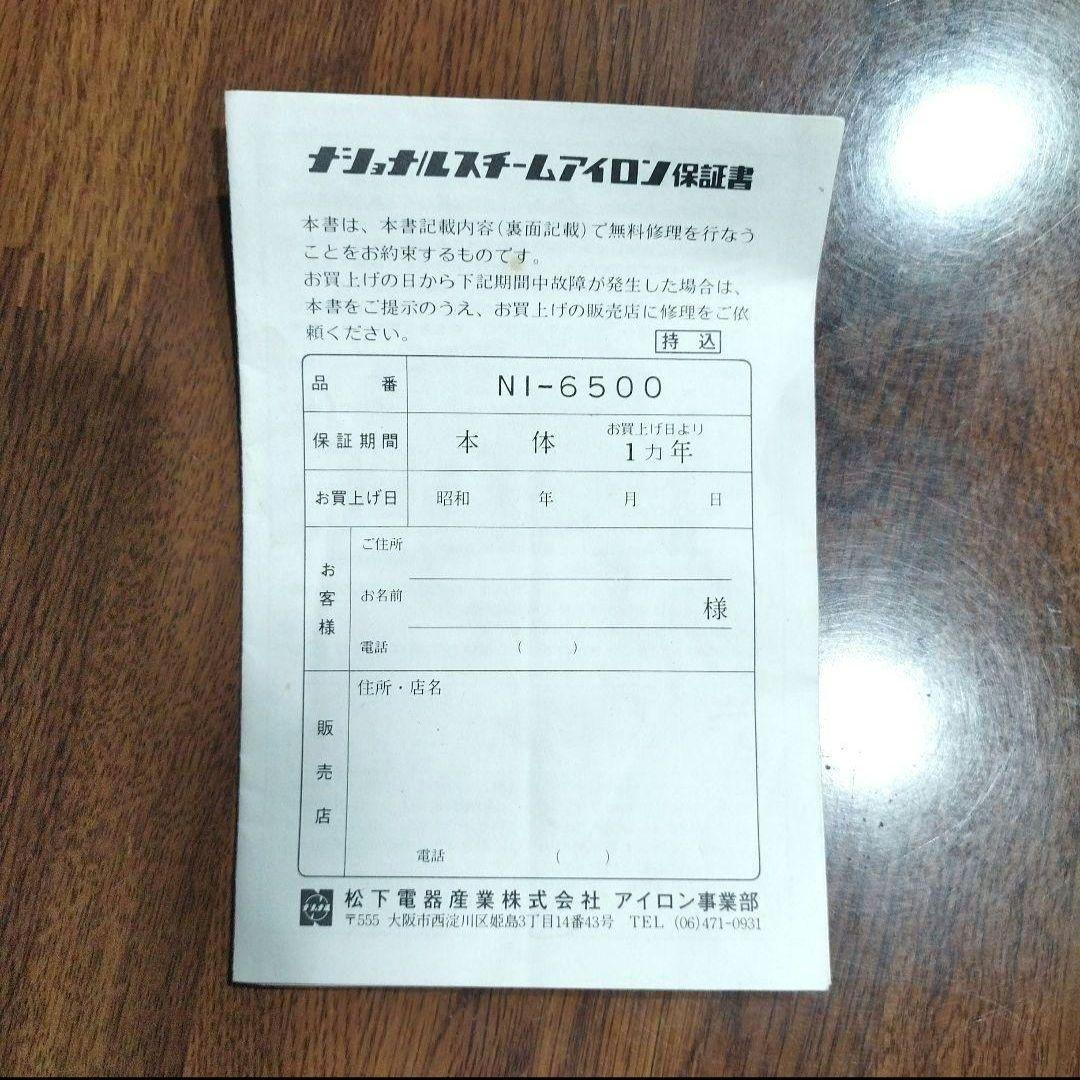 ナショナルスチームアイロン保証書
本書は、本書記載内容(裏面記載)で無料修理を行なう
ことをお約束するものです。
お買上げの日から下記期間中故障が発生した場合は、
本書をご提示のうえ、お買上げの販売店に修理をご依
頼ください。
持込
品番 NI-6500
保証期間 本体 お買上げ日より 1カ年
お買上げ日 昭和 年 月 日
お客様
ご住所
お名前 様
電話 ( )
販売店
住所・店名
電話 ( )
ナショナル
松下電器産業株式会社 アイロン事業部
〒555 大阪市西淀川区姫島3丁目14番43号 TEL (06)471-0931